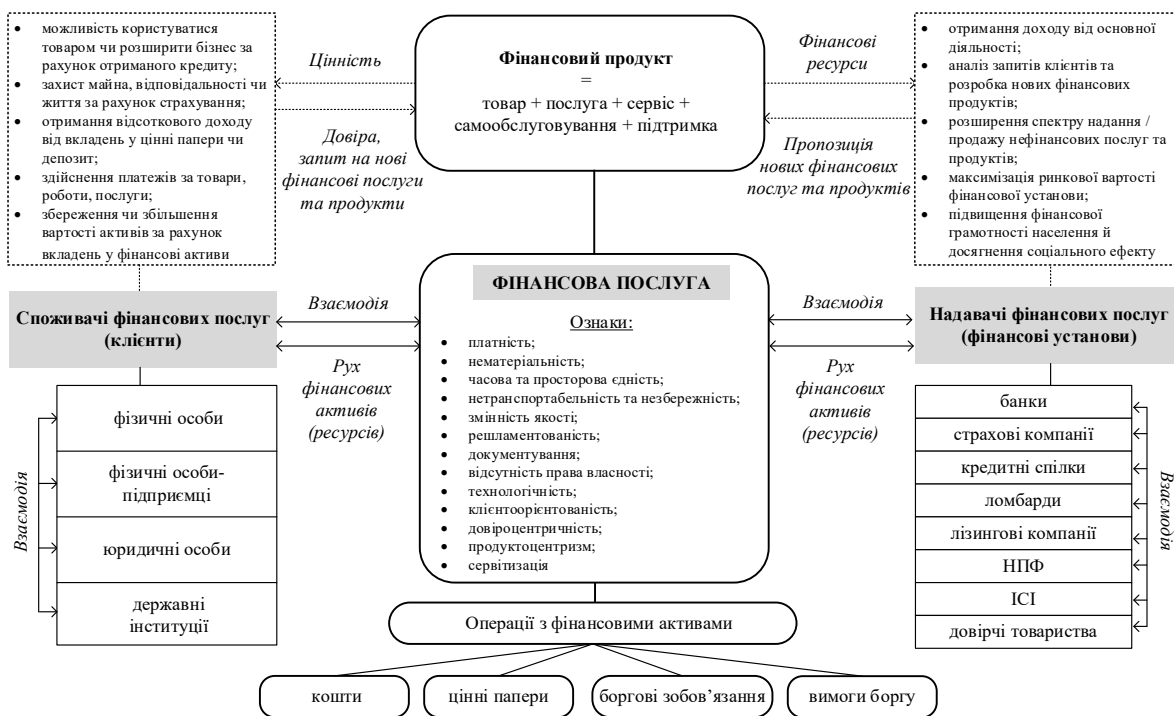 • можливість користуватися
товаром чи розширити бізнес за
рахунок отриманого кредиту;
• захист майна, відповідальності чи
життя за рахунок страхування;
• отримання відсоткового доходу
від вкладень у цінні папери чи
депозит;
• здійснення платежів за товари,
роботи, послуги;
• збереження чи збільшення
вартості активів за рахунок
вкладень у фінансові активи
Цінність
Довіра,
запит на нові
фінансові послуги
та продукти
Фінансовий продукт
=
товар + послуга + сервіс +
самообслуговування + підтримка
Фінансові
ресурси
Пропозиція
нових фінансових
послуг та продуктів
• отримання доходу від основної
діяльності;
• аналіз запитів клієнтів та
розробка нових фінансових
продуктів;
• розширення спектру надання /
продажу нефінансових послуг та
продуктів;
• максимізація ринкової вартості
фінансової установи;
• підвищення фінансової
грамотності населення й
досягнення соціального ефекту
Споживачі фінансових послуг
(клієнти)
Взаємодія
Рух
фінансових
активів
(ресурсів)
ФІНАНСОВА ПОСЛУГА
Ознаки:
• платність;
• нематеріальність;
• часова та просторова єдність;
• нетранспортабельність та незбережність;
• змінність якості;
• решламентованість;
• документування;
• відсутність права власності;
• технологічність;
• клієнтоорієнтованість;
• довіроцентричність;
• продуктоцентризм;
• сервітизація
Взаємодія
Рух
фінансових
активів
(ресурсів)
Надавачі фінансових послуг
(фінансові установи)
Взаємодія
фізичні особи
фізичні особи-
підприємці
юридичні особи
державні
інституції
банки
страхові компанії
кредитні спілки
ломбарди
лізингові компанії
НПФ
ІСІ
довірчі товариства
Взаємодія
Операції з фінансовими активами
кошти
цінні папери
боргові зобов’язання
вимоги боргу